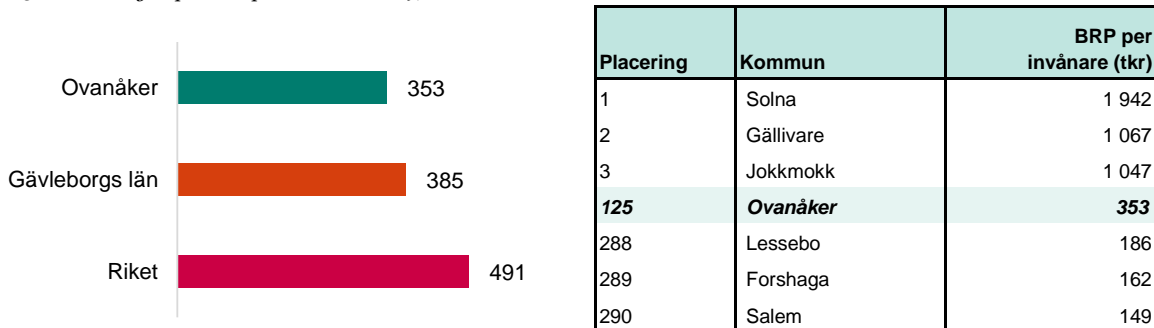 Ovanåker 353
Gävleborgs län 385
Riket 491
Placering Kommun BRP per invånare (tkr)
1 Solna 1 942
2 Gällivare 1 067
3 Jokkmokk 1 047
125 Ovanåker 353
288 Lessebo 186
289 Forshaga 162
290 Salem 149